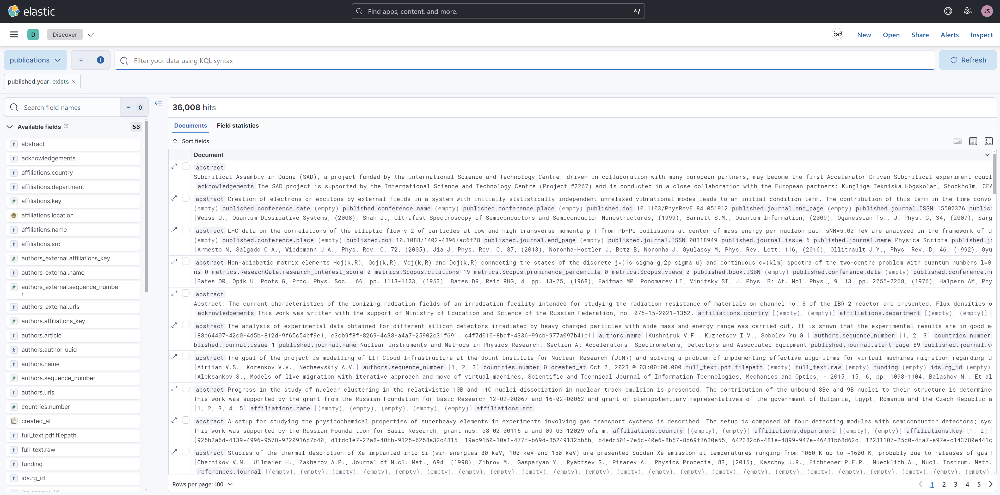 elastic
Find apps, content, and more.
^/
JS
D
Discover
New
Open
Share
Alerts
Inspect
publications
Filter your data using KQL syntax
Refresh
published.year: exists
Search field names
0
Available fields
56
abstract
acknowledgements
affiliations.country
affiliations.department
affiliations.key
affiliations.location
affiliations.name
affiliations.src
authors_external.affiliations_key
authors_external.name
authors_external.sequence_numbe
r
authors_external.urls
authors.affiliations_key
authors.article
authors.author_uuid
authors.name
authors.sequence_number
authors.urls
countries.number
created_at
full_text.pdf.filepath
full_text.raw
funding
ids.rg_id
36,008 hits
Documents
Field statistics
Sort fields
Document
abstract
Subcritical Assembly in Dubna (SAD), a project funded by the International Science and Technology Centre, driven in collaboration with many European partners, may become the first Accelerator Driven Subcritical experiment coupl
acknowledgements The SAD project is supported by the International Science and Technology Centre (Project #2267) and is conducted in a close collaboration with the European partners: Kungliga Tekniska Högskolan, Stockholm, CEA
abstract Creation of electrons or excitons by external fields in a system with initially statistically independent unrelaxed vibrational modes leads to an initial condition term. The contribution of this term in the time convo
(empty) published.conference.date (empty) published.conference.name (empty) published.conference.place (empty) published.doi 10.1103/PhysRevE.84.051912 published.journal.end_page (empty) published.journal.ISSN 15502376 publish
[Weiss U., Quantum Dissipative Systems, (2008), Shah J., Ultrafast Spectroscopy of Semiconductors and Semiconductor Nanostructures, (1999), Barnett S.M., Quantum Information, (2009), Oganessian Ts., J. Phys. G, 34, (2007), Sarg
abstract LHC data on the correlations of the elliptic flow v 2 of particles at low and high transverse momenta p T from Pb+Pb collisions at center-of-mass energy per nucleon pair sNN=5.02 TeV are analyzed in the framework of t
(empty) published.conference.place (empty) published.doi 10.1088/1402-4896/ac6f28 published.journal.end_page (empty) published.journal.ISSN 00318949 published.journal.issue 6 published.journal.name Physica Scripta published.jo
[Armesto N, Salgado C A., Wiedemann U A., Phys. Rev. C, 72, (2005), Jia J, Phys. Rev. C, 87, (2013), Noronha-Hostler J, Betz B, Noronha J, Gyulassy M, Phys. Rev. Lett, 116, (2016), Ollitrault J Y., Phys. Rev. D, 46, (1992), Gyu
abstract Non-adiabatic matrix elements Hcj(k,R), Qcj(k,R), Vcj(k,R) and Dcj(k,R) connecting the states of the discrete j=(1s sigma g,2p sigma u) and continuous c=(klm) spectra of the two-centre problem with quantum numbers l=0
ns 0 metrics.ReseachGate.research_interest_score 0 metrics.Scopus.citations 19 metrics.Scopus.prominence_percentile 0 metrics.Scopus.views 0 published.book.ISBN (empty) published.conference.date (empty) published.conference.na
[Bates DR, Opik U, Poots G, Proc. Phys. Soc., 66, pp. 1113-1123, (1953), Bates DR, Reid RHG, 4, pp. 13-25, (1968), Faifman MP, Ponomarev LI, Vinitsky SI, J. Phys. B: At. Mol. Phys., 9, 13, pp. 2255-2268, (1976), Halpern AM, Phy
abstract
Abstract: The current characteristics of the ionizing radiation fields of an irradiation facility intended for studying the radiation resistance of materials on channel no. 3 of the IBR-2 reactor are presented. Flux densities o
acknowledgements This work was written with the support of Ministry of Education and Science of the Russian Federation, no. 075-15-2021-1352. affiliations.country [(empty), (empty)] affiliations.department [(empty), (empty)]
abstract The analysis of experimental data obtained for different silicon detectors irradiated by heavy charged particles with wide mass and energy range was carried out. It is shown that the experimental results are in good a
[88e64407-42c0-4d5b-812d-9f65c54bf9e1, e3cb9f8f-8269-4c38-a4a7-25902c31f691, c4f7d010-8bdf-4336-99cb-977a097b41e1] authors.name [Kushniruk V.F., Kuznetsov I.V., Sobolev Yu.G.] authors.sequence_number [1, 2, 3] countries.number
blished.journal.issue 1 published.journal.name Nuclear Instruments and Methods in Physics Research, Section A: Accelerators, Spectrometers, Detectors and Associated Equipment published.journal.start_page 89 published.journal.v
abstract The goal of the project is modelling of LIT Cloud Infrastructure at the Joint Institute for Nuclear Research (JINR) and solving a problem of implementing effective algorithms for virtual machines migration regarding t
[Airiian V.S., Korenkov V.V., Nechaevskiy A.V.] authors.sequence_number [1, 2, 3] countries.number 0 created_at Oct 2, 2023 @ 03:00:00.000 full_text.pdf.filepath (empty) full_text.raw (empty) funding (empty) ids.rg_id (empty)
[Aleksankov S., Models of live migration with iterative approach and move of virtual machines, Scientific and Technical Journal of Information Technologies, Mechanics and Optics, - 2015, 15, 6, pp. 1098-1104, Balashov N., Et al
abstract Progress in the study of nuclear clustering in the relativistic 10B and 11C nuclei dissociation in nuclear track emulsion is presented. The contribution of the unbound 8Be and 9B nuclei to their structure is determine
This work was supported by the grant from the Russian Foundation for Basic Research 12-02-00067 and 16-02-00062 and grant of plenipotentiary representatives of the government of Bulgaria, Egypt, Romania and the Czech Republic a
[1, 2, 3, 4, 5] affiliations.name [(empty), (empty), (empty), (empty), (empty)] affiliations.src…
abstract A setup for studying the physicochemical properties of superheavy elements in experiments involving gas transport systems is described. The setup is composed of four detecting modules with semiconductor detectors; sys
This work was supported by the Russian Founda tion for Basic Research, grant nos. 08 02 00116 a and 09 03 12029 ofi_m. affiliations.country [(empty), (empty)] affiliations.department [(empty), (empty)] affiliations.key [1, 2]
[925b2a6d-4139-4996-9578-9220916d7b40, d1fdc1e7-22a8-40fb-9125-6258a32c4815, 19ac9150-10a1-477f-b69d-85249132bb5b, b4edc501-7e5c-40e6-8b57-8d69f7630e55, 642382c6-481e-4899-947e-46481b68d62c, 12231107-25c0-4fa7-a97e-c143780e441c
abstract Studies of the thermal desorption of Xe implanted into Si (wih energies 80 keV, 100 keV and 150 keV) are presented Sudden Xe emission at temperatures ranging from 1060 K up to ~1600 K, probably due to releases of gas
[Chernikov V.N., Ullmaier H., Zakharov A.P., Journal of Nucl. Mat., 694, (1998), Zibrov M., Gasparyan Y., Ryabtsev S., Pisarev A., Physics Procedia, 83, (2015), Kaschny J.R., Fichtener P.F.P., Muecklich A., Nucl. Instrum. Meth.
references.journal [(empty), (empty), (empty), (empty), (empty), (empty), (empty), (empty), (empty), (empty), (empty), (empty), (empty), (empty), (empty), (empty), (empty), (empty), (empty), (empty), (empty), (empty), (empty),
Rows per page: 100
1 2 3 4 5